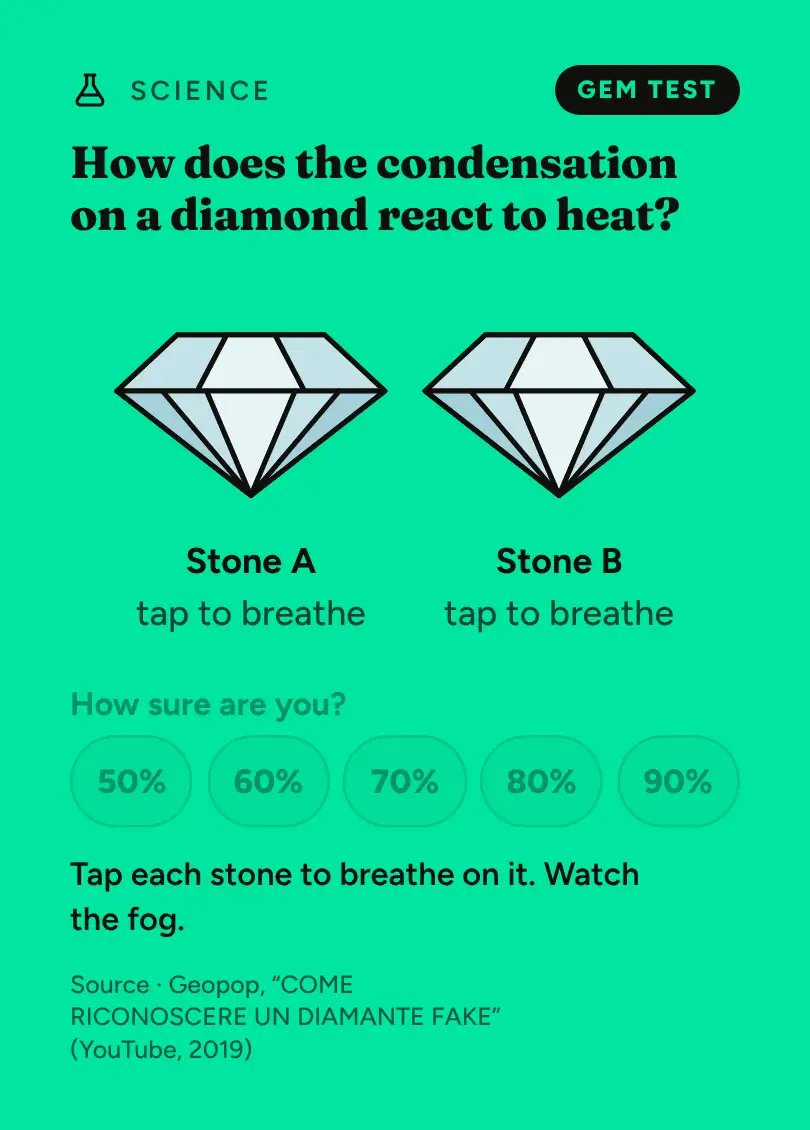 SCIENCE
GEM TEST
How does the condensation
on a diamond react to heat?
Stone A
Stone B
tap to breathe
tap to breathe
How sure are you?
50%
60%
70%
80%
90%
Tap each stone to breathe on it. Watch
the fog.
Source · Geopop, “COME
RICONOSCERE UN DIAMANTE FAKE”
(YouTube, 2019)